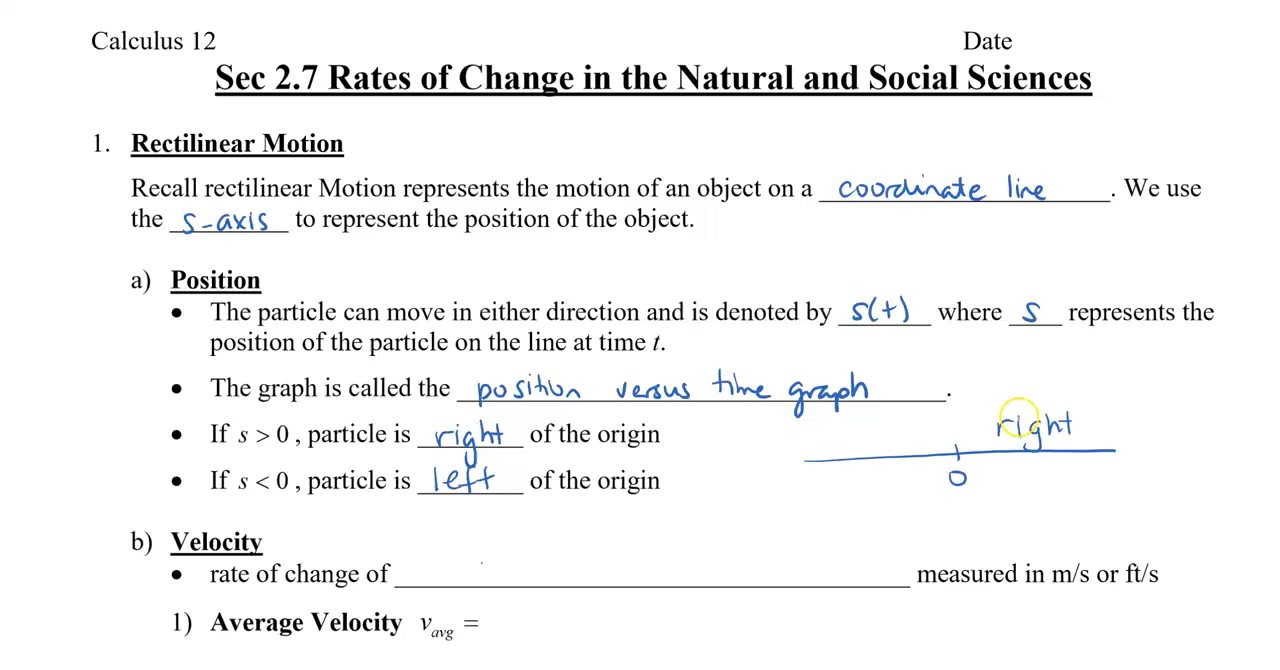 Calculus 12 Date
Sec 2.7 Rates of Change in the Natural and Social Sciences
1. Rectilinear Motion
Recall rectilinear Motion represents the motion of an object on a coordinate line. We use
the s-axis to represent the position of the object.
a) Position
• The particle can move in either direction and is denoted by s(t) where s represents the
position of the particle on the line at time t.
• The graph is called the position versus time graph.
• If s > 0, particle is right of the origin
right
• If s < 0, particle is left of the origin
0
b) Velocity
• rate of change of ____ measured in m/s or ft/s
1) Average Velocity v_avg =